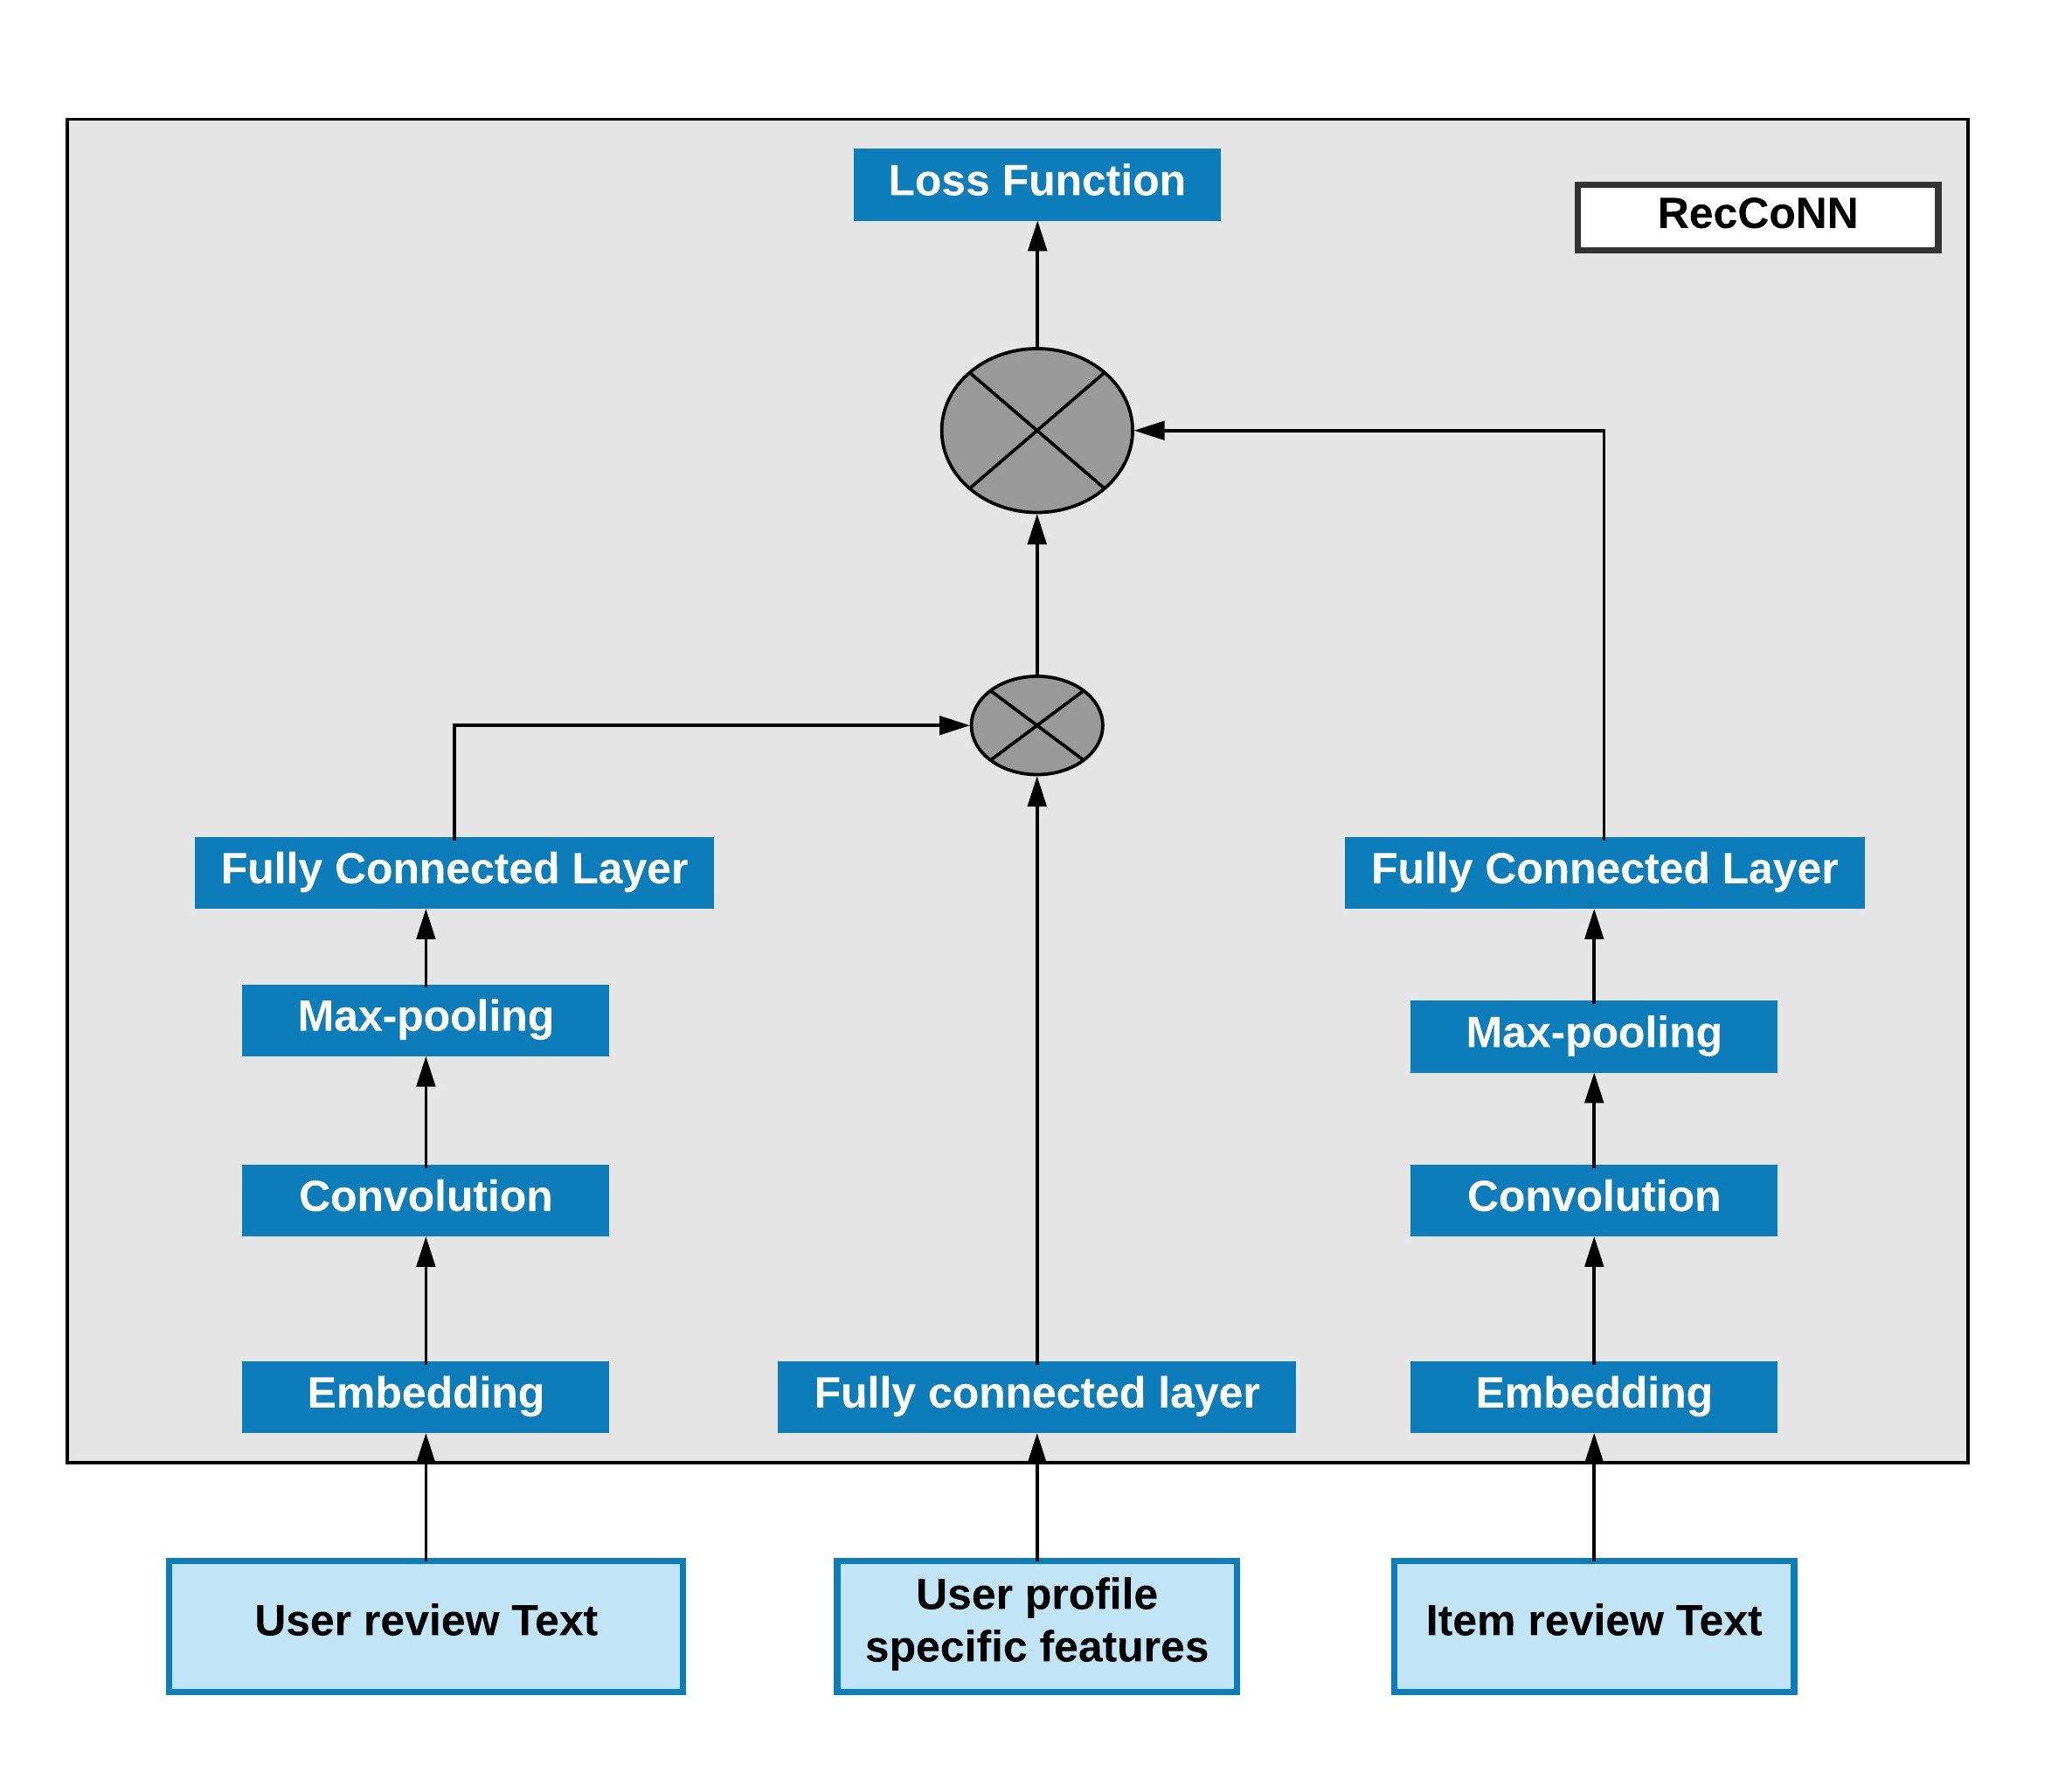 Loss Function
RecCoNN
Fully Connected Layer
Fully Connected Layer
Max-pooling
Max-pooling
Convolution
Convolution
Embedding
Fully connected layer
Embedding
User review Text
User profile
specific features
Item review Text